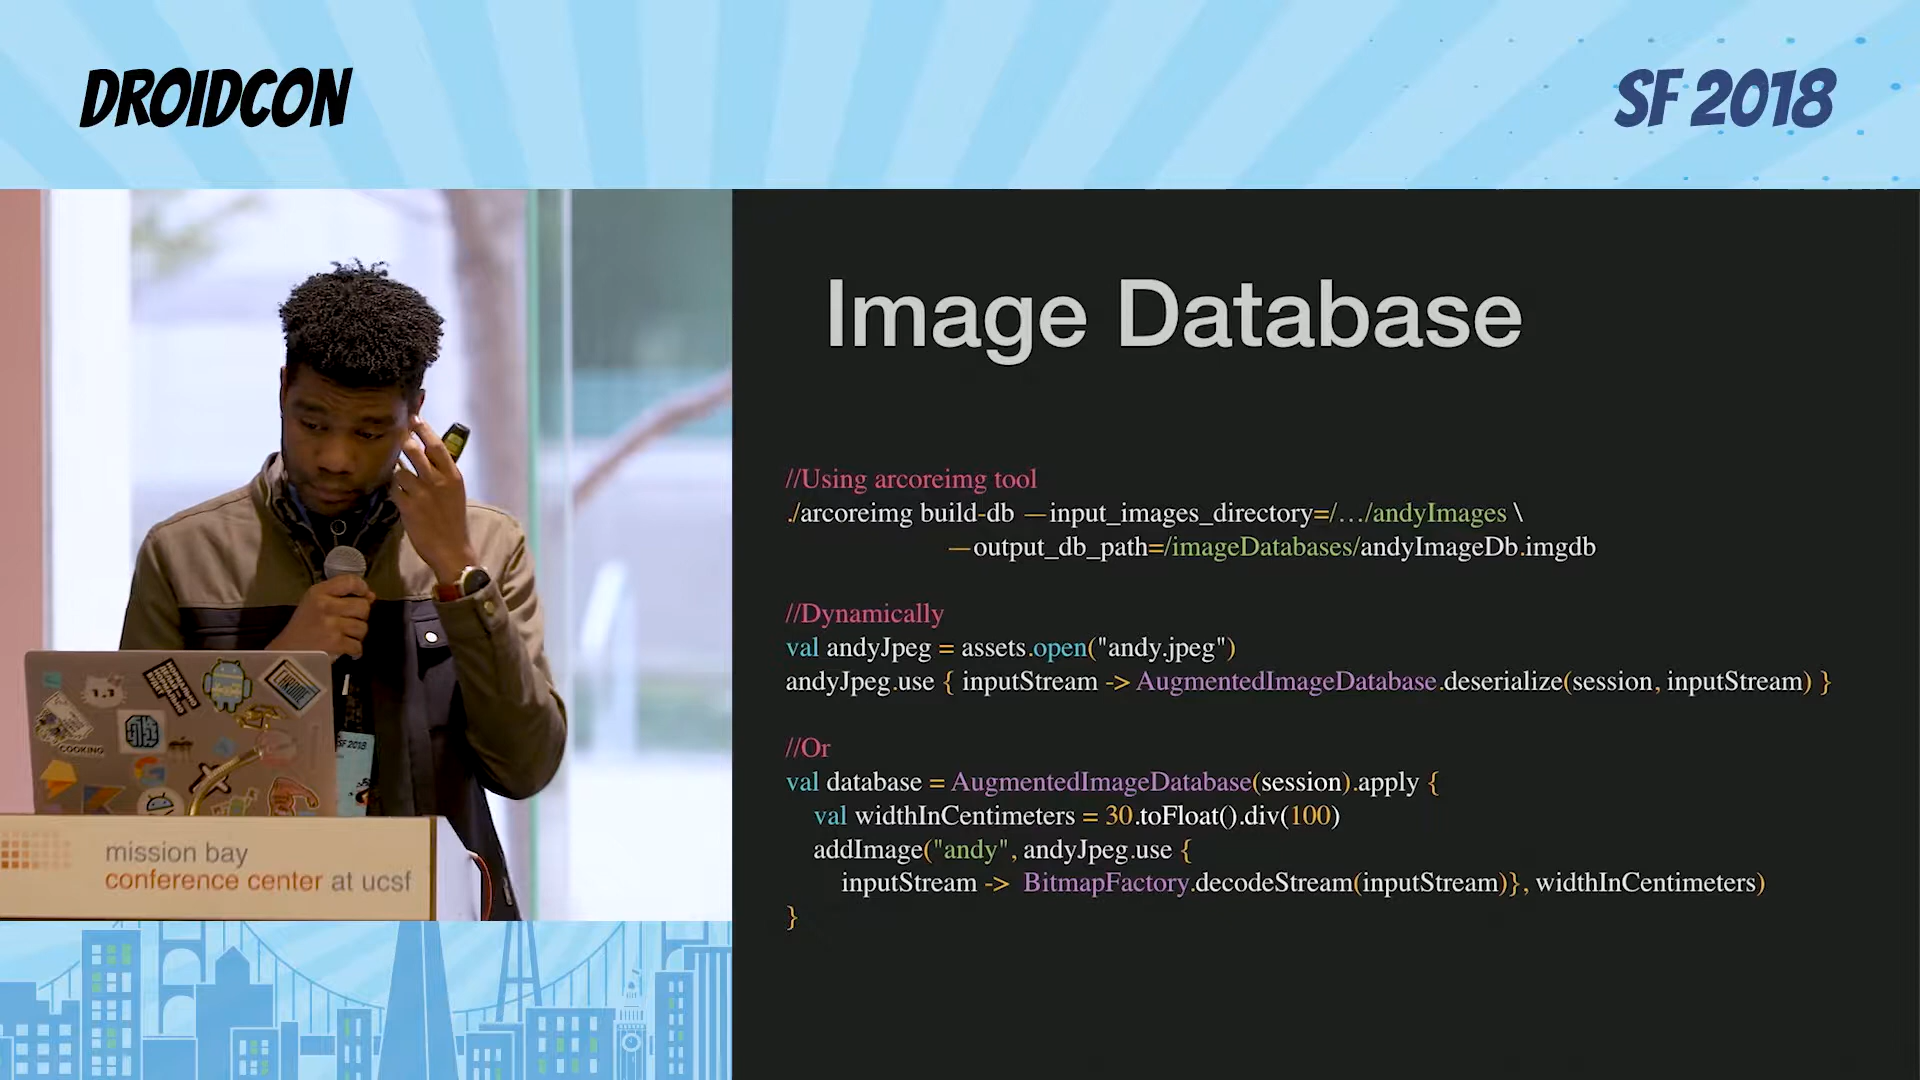 DROIDCON
SF 2018
Image Database
//Using arcoreimg tool
./arcoreimg build-db —input_images_directory=/…/andyImages \
—output_db_path=/imageDatabases/andyImageDb.imgdb
//Dynamically
val andyJpeg = assets.open("andy.jpeg")
andyJpeg.use { inputStream -> AugmentedImageDatabase.deserialize(session, inputStream) }
//Or
val database = AugmentedImageDatabase(session).apply {
val widthInCentimeters = 30.toFloat().div(100)
addImage("andy", andyJpeg.use {
inputStream -> BitmapFactory.decodeStream(inputStream)}, widthInCentimeters)
}
SF 2018
COOKING
mission bay
conference center at ucsf